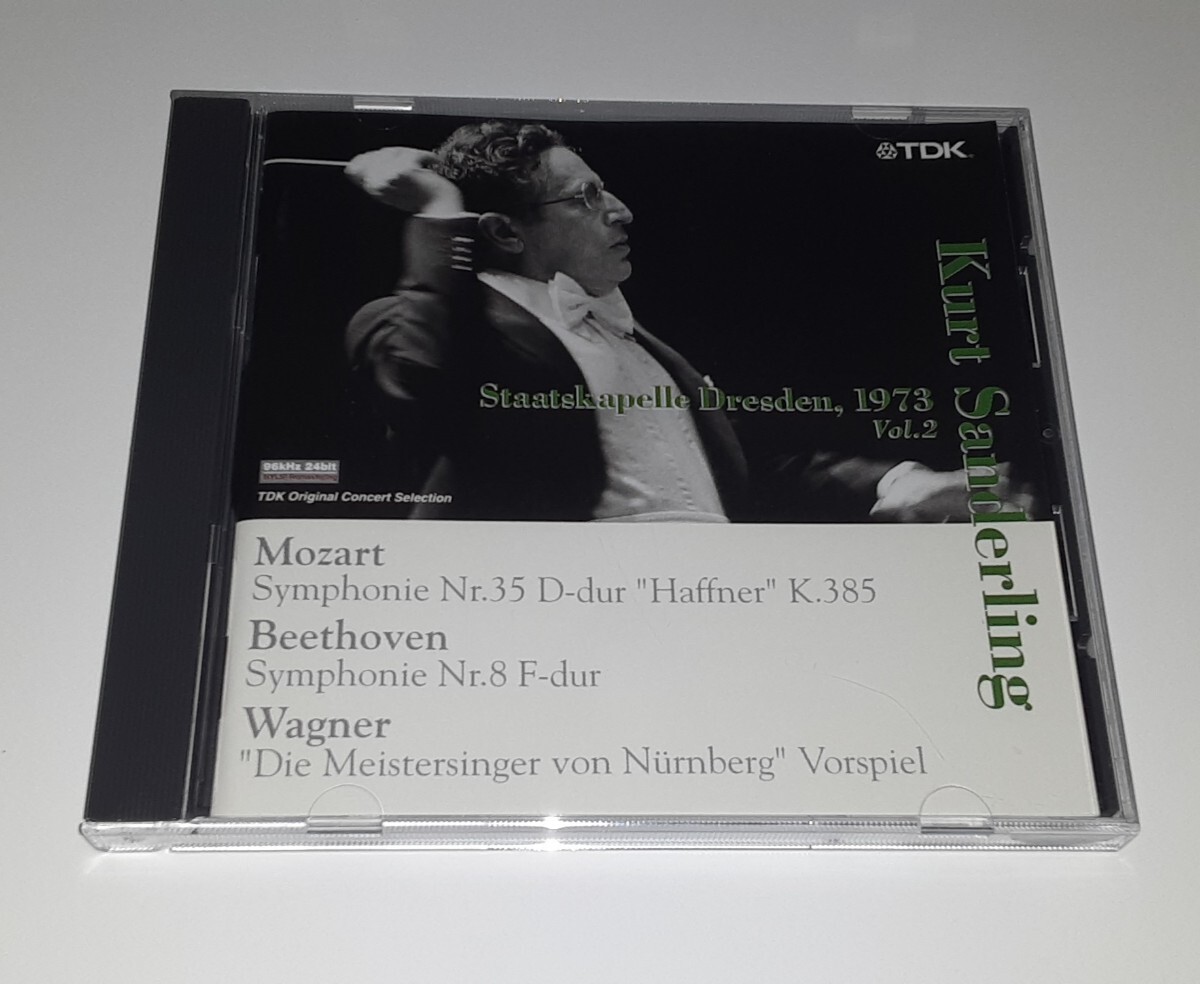 TDK
Kurt Sanderling
Staatskapelle Dresden, 1973
Vol.2
96kHz 24bit
TDK Original Concert Selection
Mozart
Symphonie Nr.35 D-dur "Haffner" K.385
Beethoven
Symphonie Nr.8 F-dur
Wagner
"Die Meistersinger von Nürnberg" Vorspiel